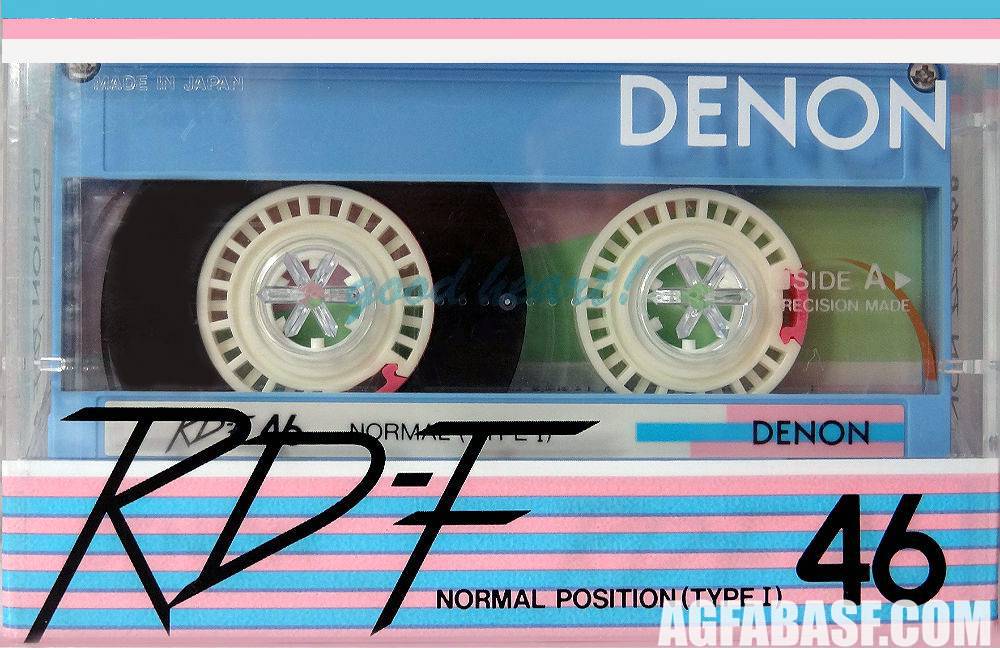 MADE IN JAPAN
DENON
good heart!
SIDE A
PRECISION MADE
RD-F 46 NORMAL (TYPE I)
DENON
RD-F
46
NORMAL POSITION (TYPE I)
AGFABASF.COM